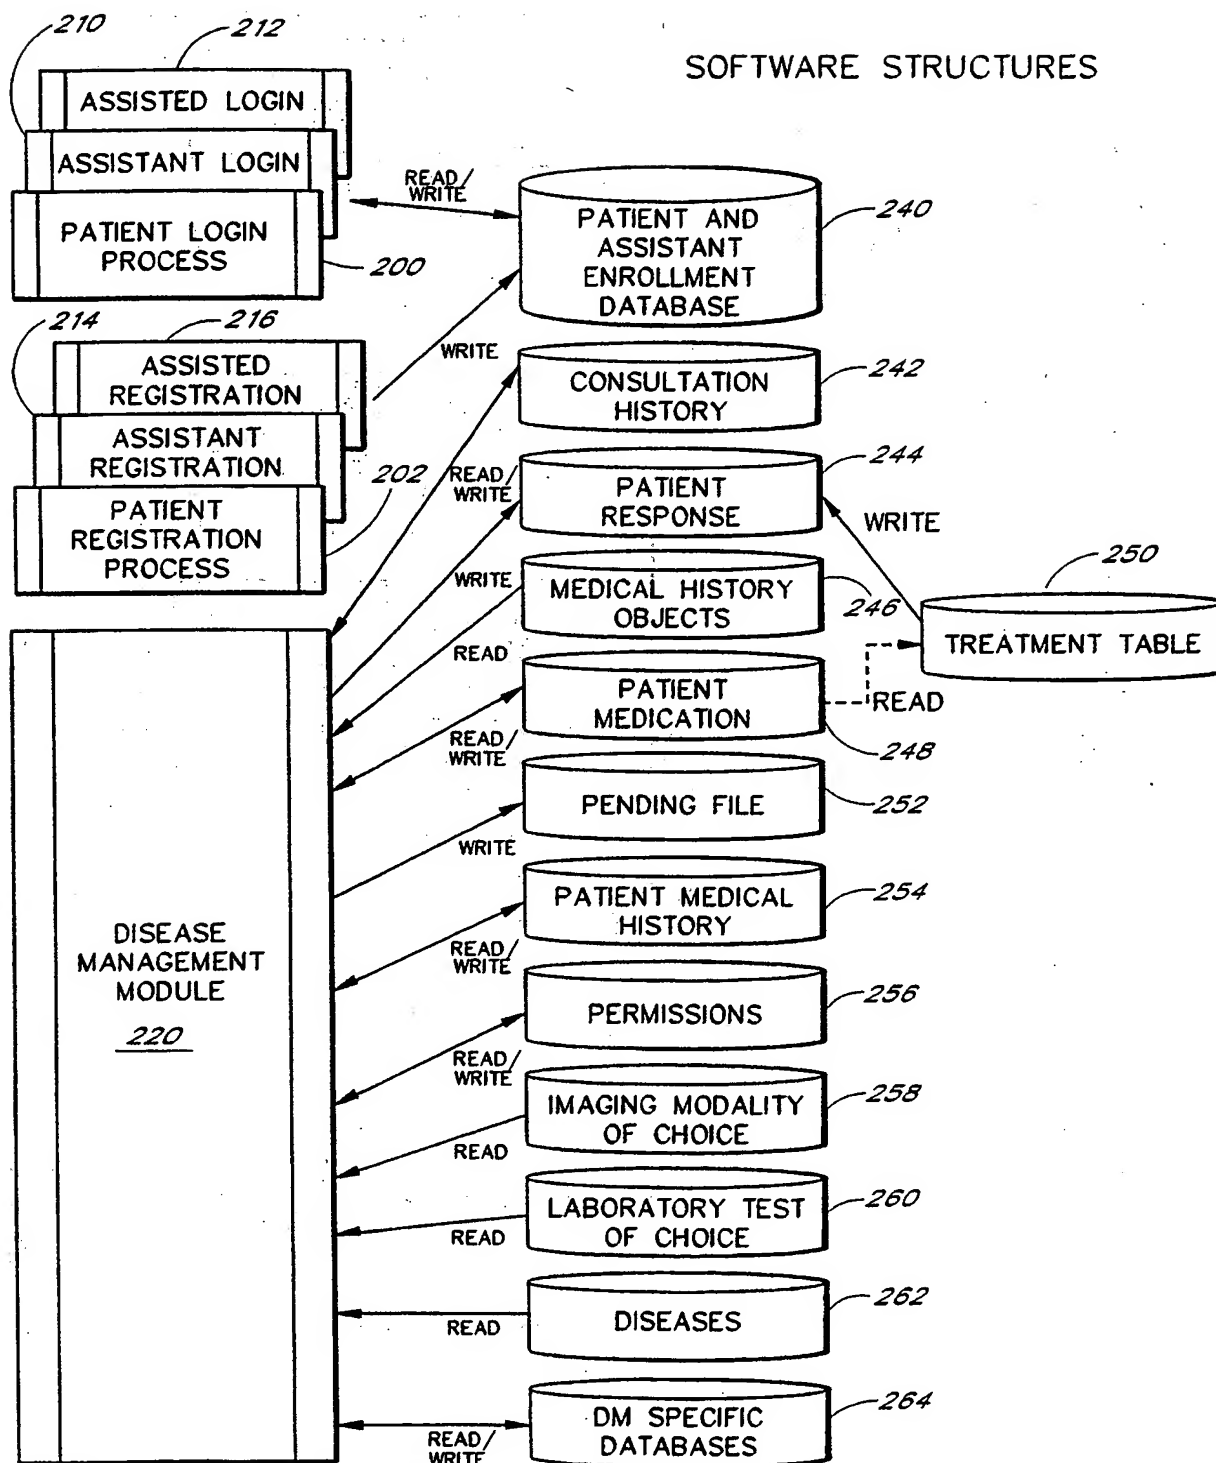 210
212
SOFTWARE STRUCTURES
ASSISTED LOGIN
ASSISTANT LOGIN
PATIENT LOGIN
PROCESS
200
READ/
WRITE
PATIENT AND
ASSISTANT
ENROLLMENT
DATABASE
240
214
216
ASSISTED
REGISTRATION
ASSISTANT
REGISTRATION
202
PATIENT
REGISTRATION
PROCESS
WRITE
CONSULTATION
HISTORY
242
READ/
WRITE
PATIENT
RESPONSE
244
WRITE
250
TREATMENT TABLE
WRITE
MEDICAL HISTORY
OBJECTS
246
READ
PATIENT
MEDICATION
READ
248
READ/
WRITE
PENDING FILE
252
WRITE
PATIENT MEDICAL
HISTORY
254
READ/
WRITE
DISEASE
MANAGEMENT
MODULE
220
PERMISSIONS
256
READ/
WRITE
IMAGING MODALITY
OF CHOICE
258
READ
LABORATORY TEST
OF CHOICE
260
READ
DISEASES
262
READ
DM SPECIFIC
DATABASES
264
READ/
WRITE